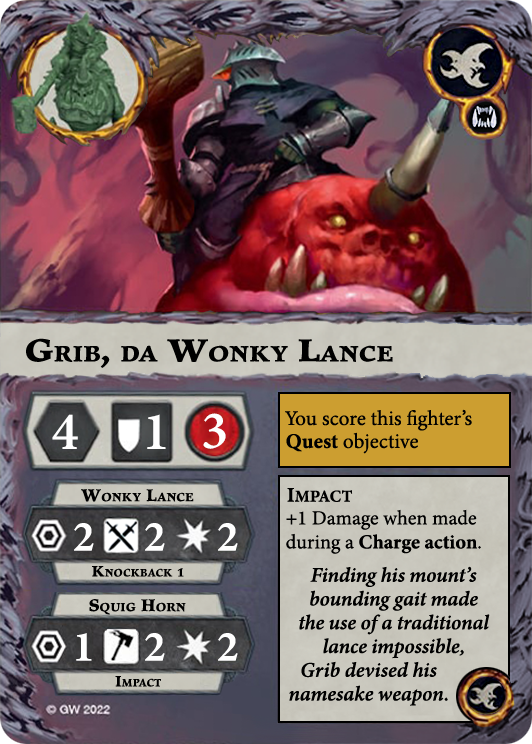 Grib, da Wonky Lance
4 1 3
You score this fighter's
Quest objective
Wonky Lance
2 2 2
Knockback 1
Squig Horn
1 2 2
Impact
Impact
+1 Damage when made
during a Charge action.
Finding his mount's
bounding gait made
the use of a traditional
lance impossible,
Grib devised his
namesake weapon.
© GW 2022